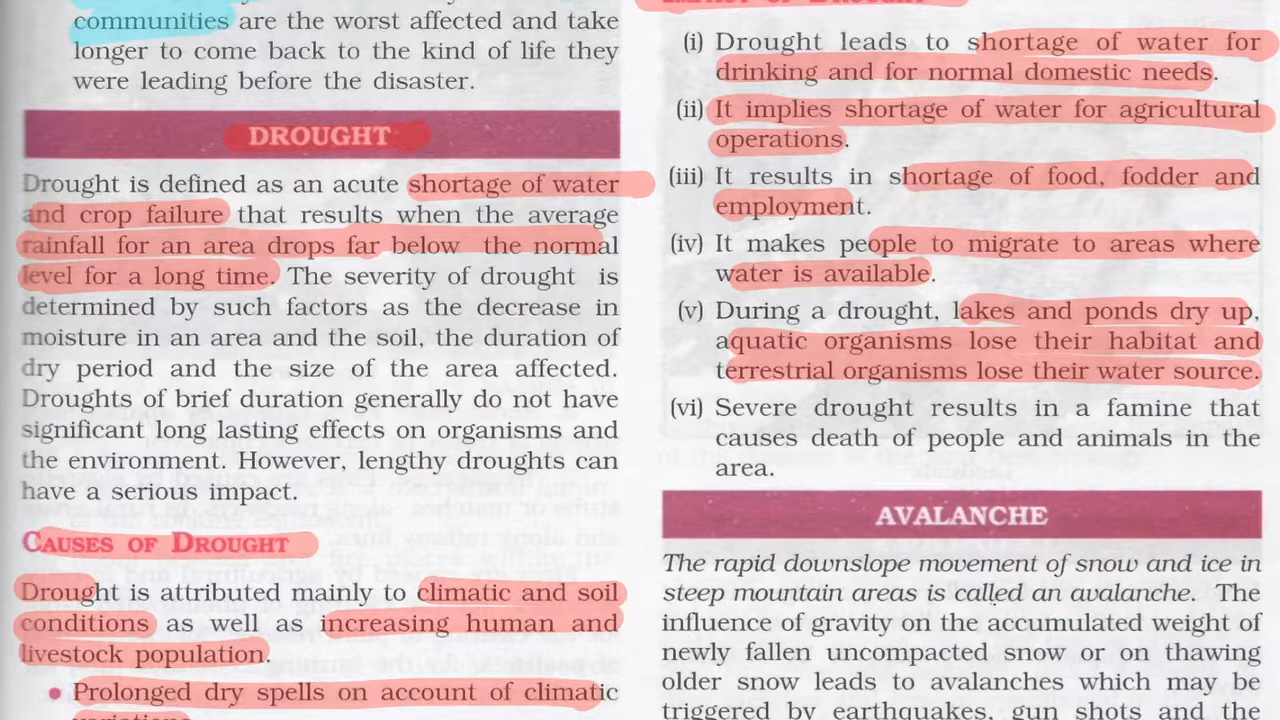 communities are the worst affected and take
longer to come back to the kind of life they
were leading before the disaster.
DROUGHT
Drought is defined as an acute shortage of water
and crop failure that results when the average
rainfall for an area drops far below the normal
level for a long time. The severity of drought is
determined by such factors as the decrease in
moisture in an area and the soil, the duration of
dry period and the size of the area affected.
Droughts of brief duration generally do not have
significant long lasting effects on organisms and
the environment. However, lengthy droughts can
have a serious impact.
CAUSES OF DROUGHT
Drought is attributed mainly to climatic and soil
conditions as well as increasing human and
livestock population.
• Prolonged dry spells on account of climatic
variations
IMPACT OF DROUGHT
(i) Drought leads to shortage of water for
drinking and for normal domestic needs.
(ii) It implies shortage of water for agricultural
operations.
(iii) It results in shortage of food, fodder and
employment.
(iv) It makes people to migrate to areas where
water is available.
(v) During a drought, lakes and ponds dry up,
aquatic organisms lose their habitat and
terrestrial organisms lose their water source.
(vi) Severe drought results in a famine that
causes death of people and animals in the
area.
AVALANCHE
The rapid downslope movement of snow and ice in
steep mountain areas is called an avalanche. The
influence of gravity on the accumulated weight of
newly fallen uncompacted snow or on thawing
older snow leads to avalanches which may be
triggered by earthquakes, gun shots and the